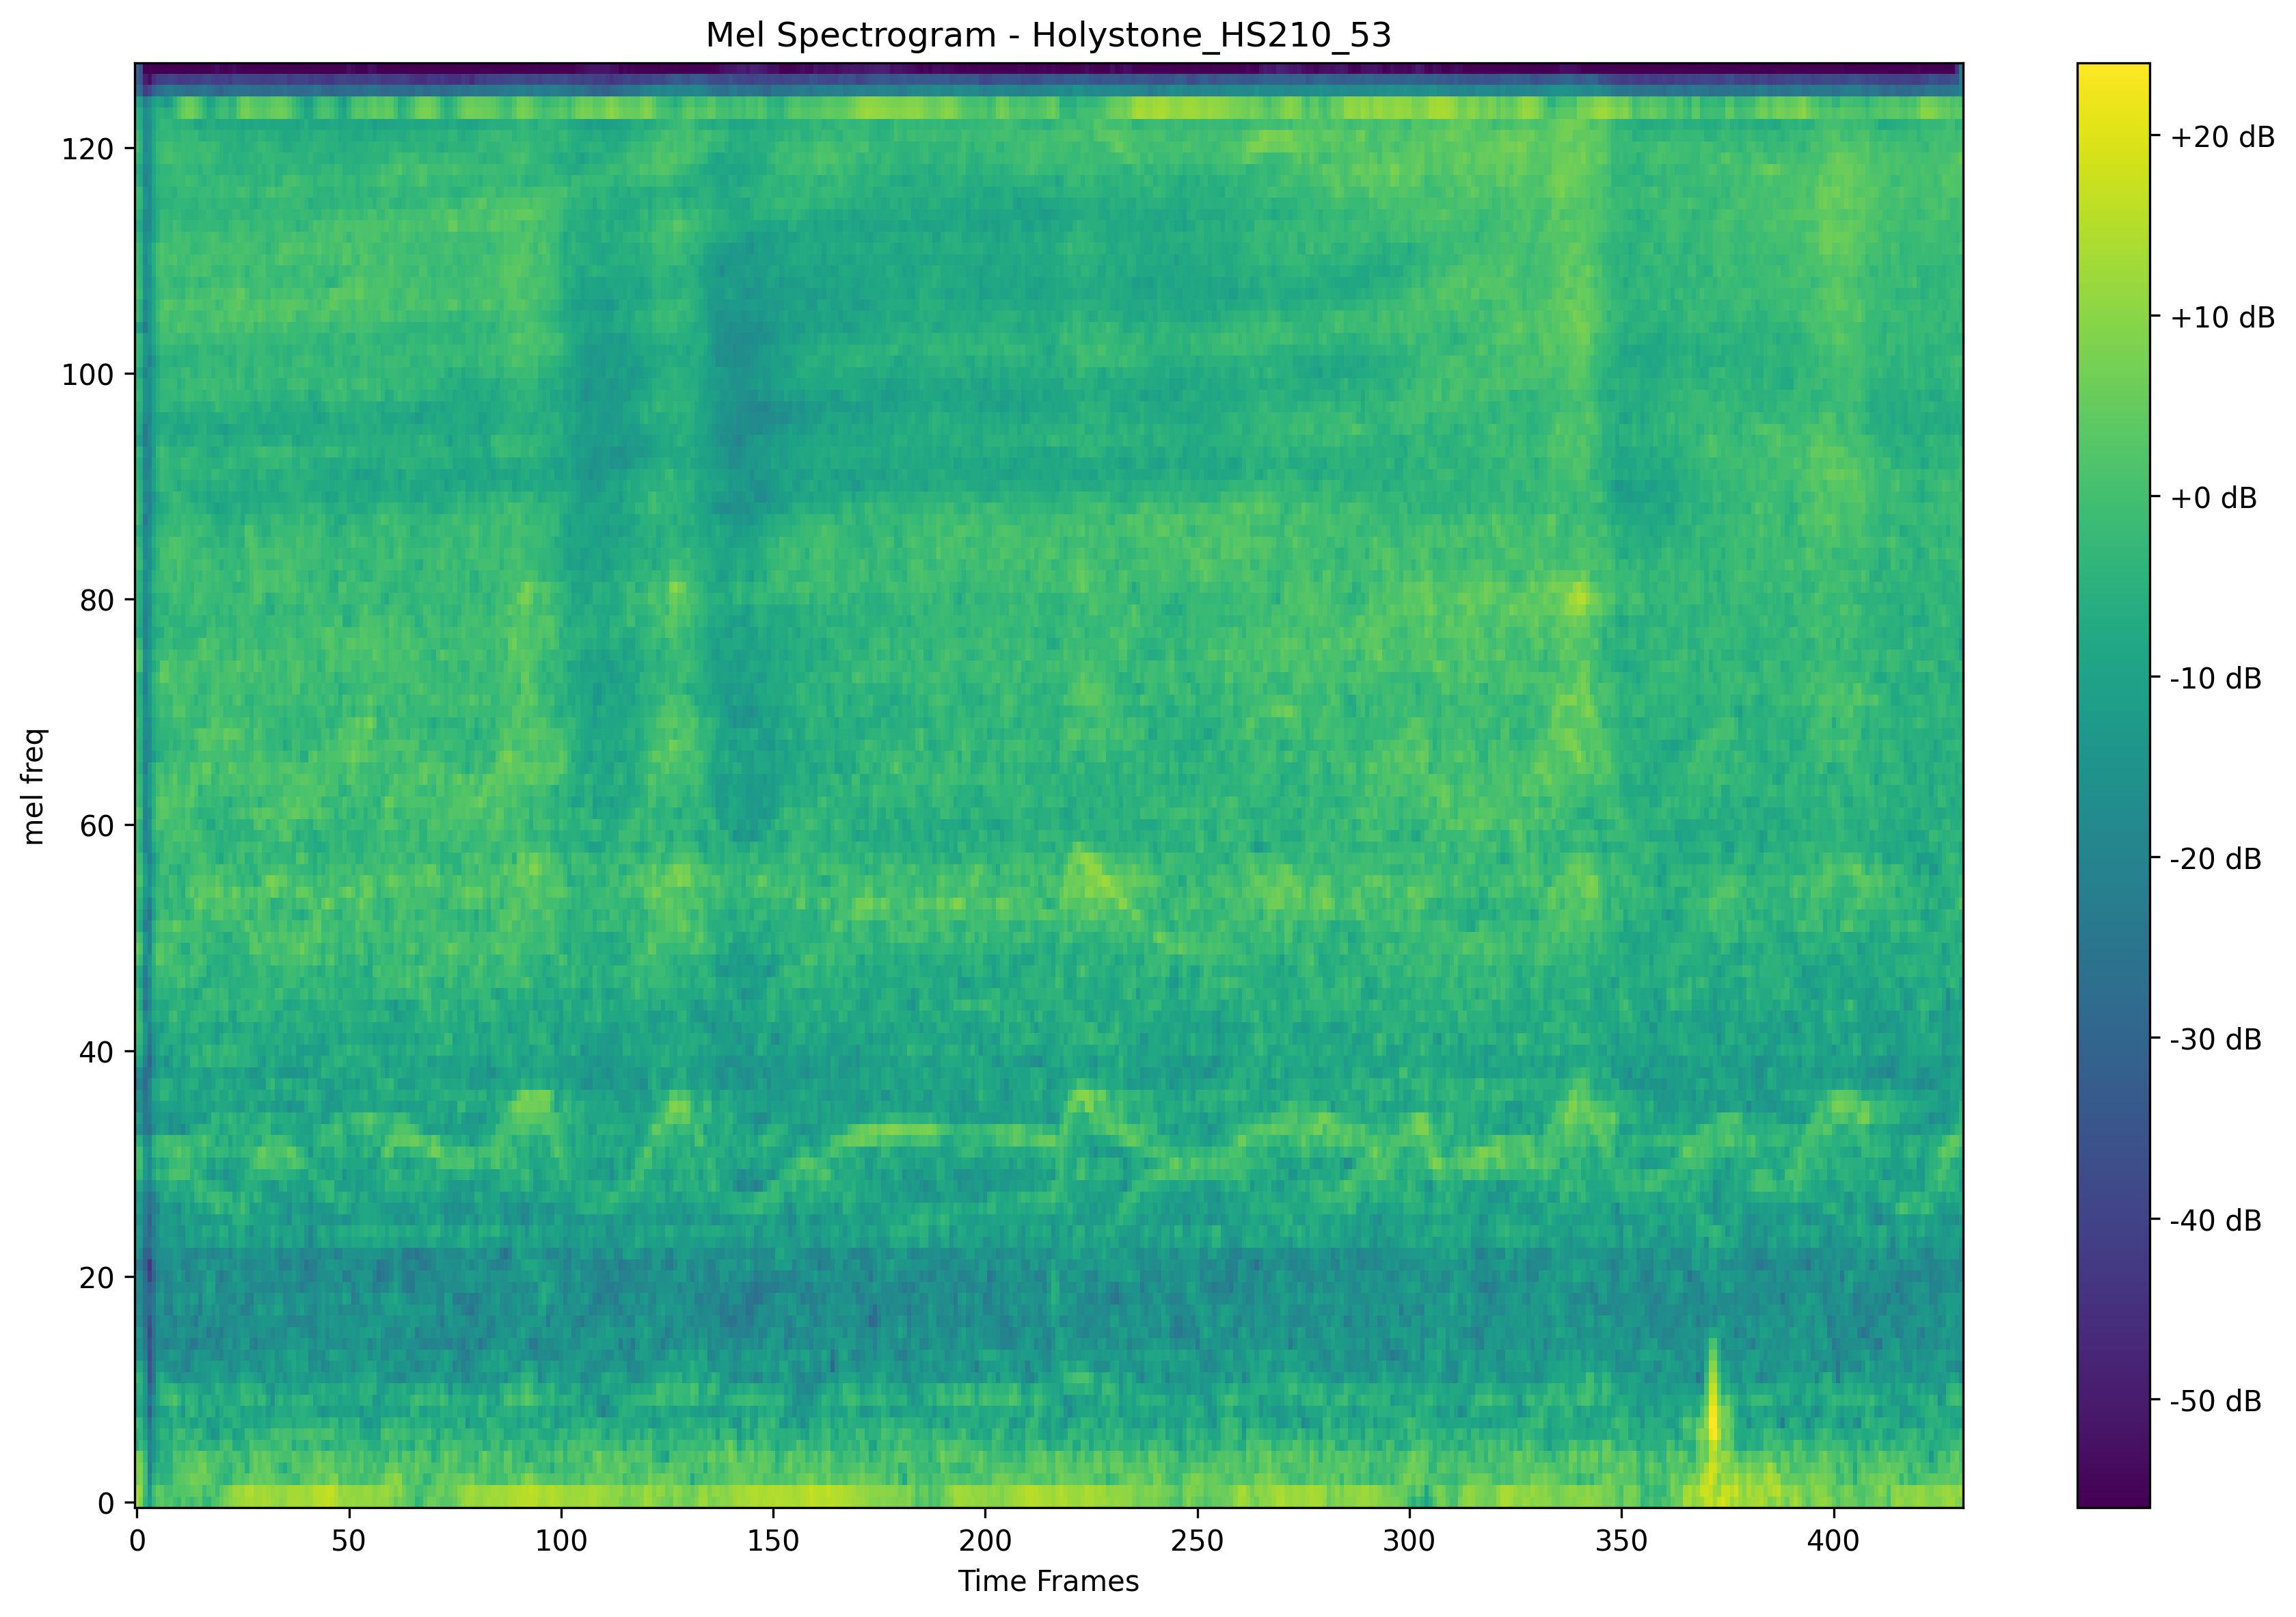 Mel Spectrogram - Holystone_HS210_53
mel freq
120
100
80
60
40
20
0
0 50 100 150 200 250 300 350 400
Time Frames
+20 dB
+10 dB
+0 dB
-10 dB
-20 dB
-30 dB
-40 dB
-50 dB